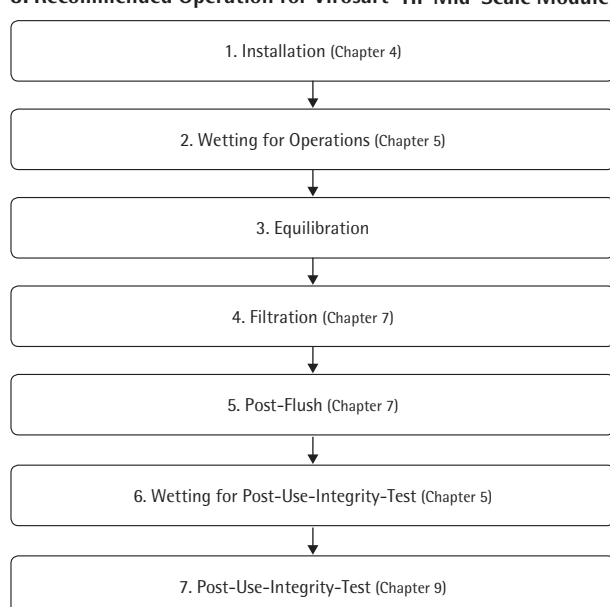 Recommended Operation for Virosart HF Mid-Scale Module
1. Installation (Chapter 4)
2. Wetting for Operations (Chapter 5)
3. Equilibration
4. Filtration (Chapter 7)
5. Post-Flush (Chapter 7)
6. Wetting for Post-Use-Integrity-Test (Chapter 5)
7. Post-Use-Integrity-Test (Chapter 9)